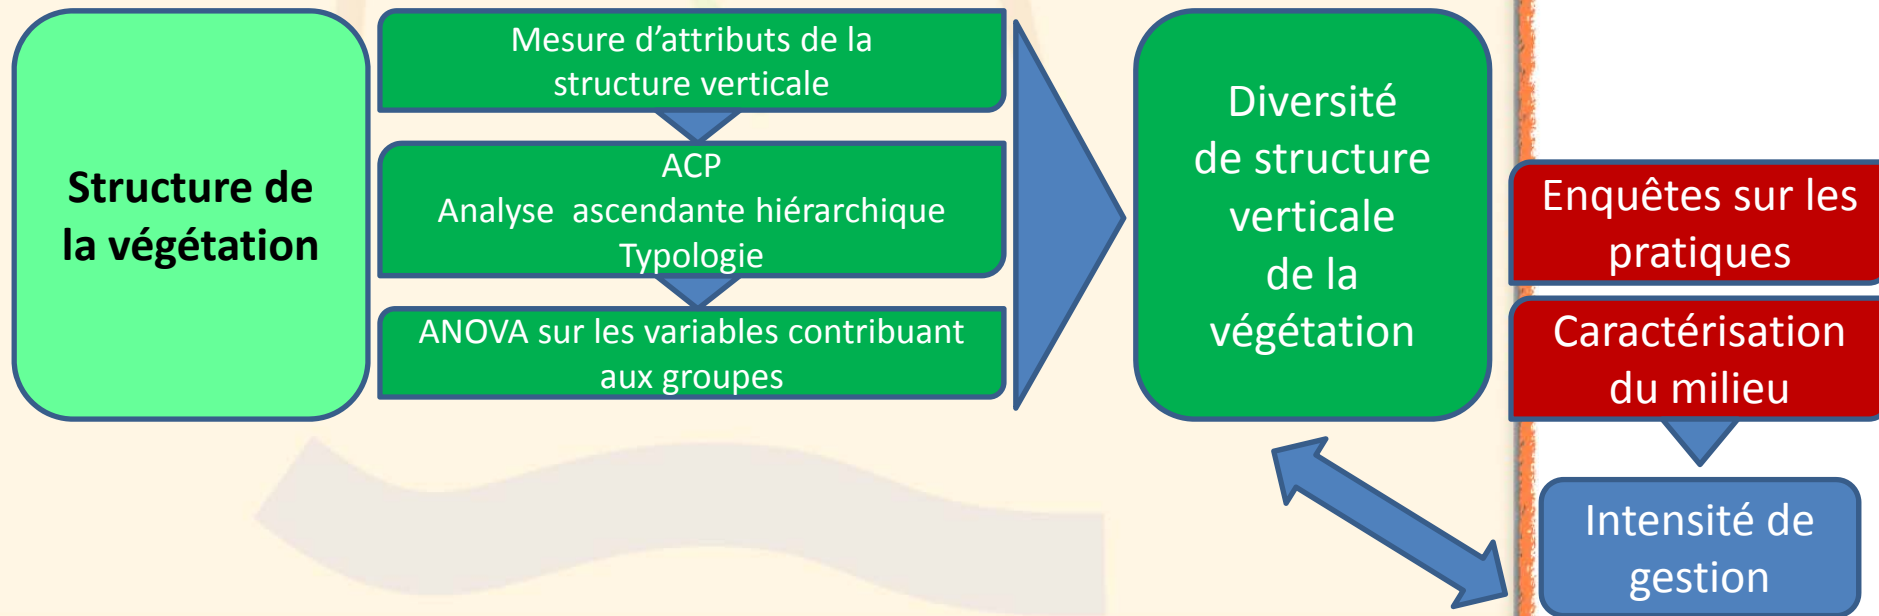 Structure de
la végétation
Mesure d’attributs de la
structure verticale
ACP
Analyse ascendante hiérarchique
Typologie
ANOVA sur les variables contribuant
aux groupes
Diversité
de structure
verticale
de la
végétation
Enquêtes sur les
pratiques
Caractérisation
du milieu
Intensité de
gestion